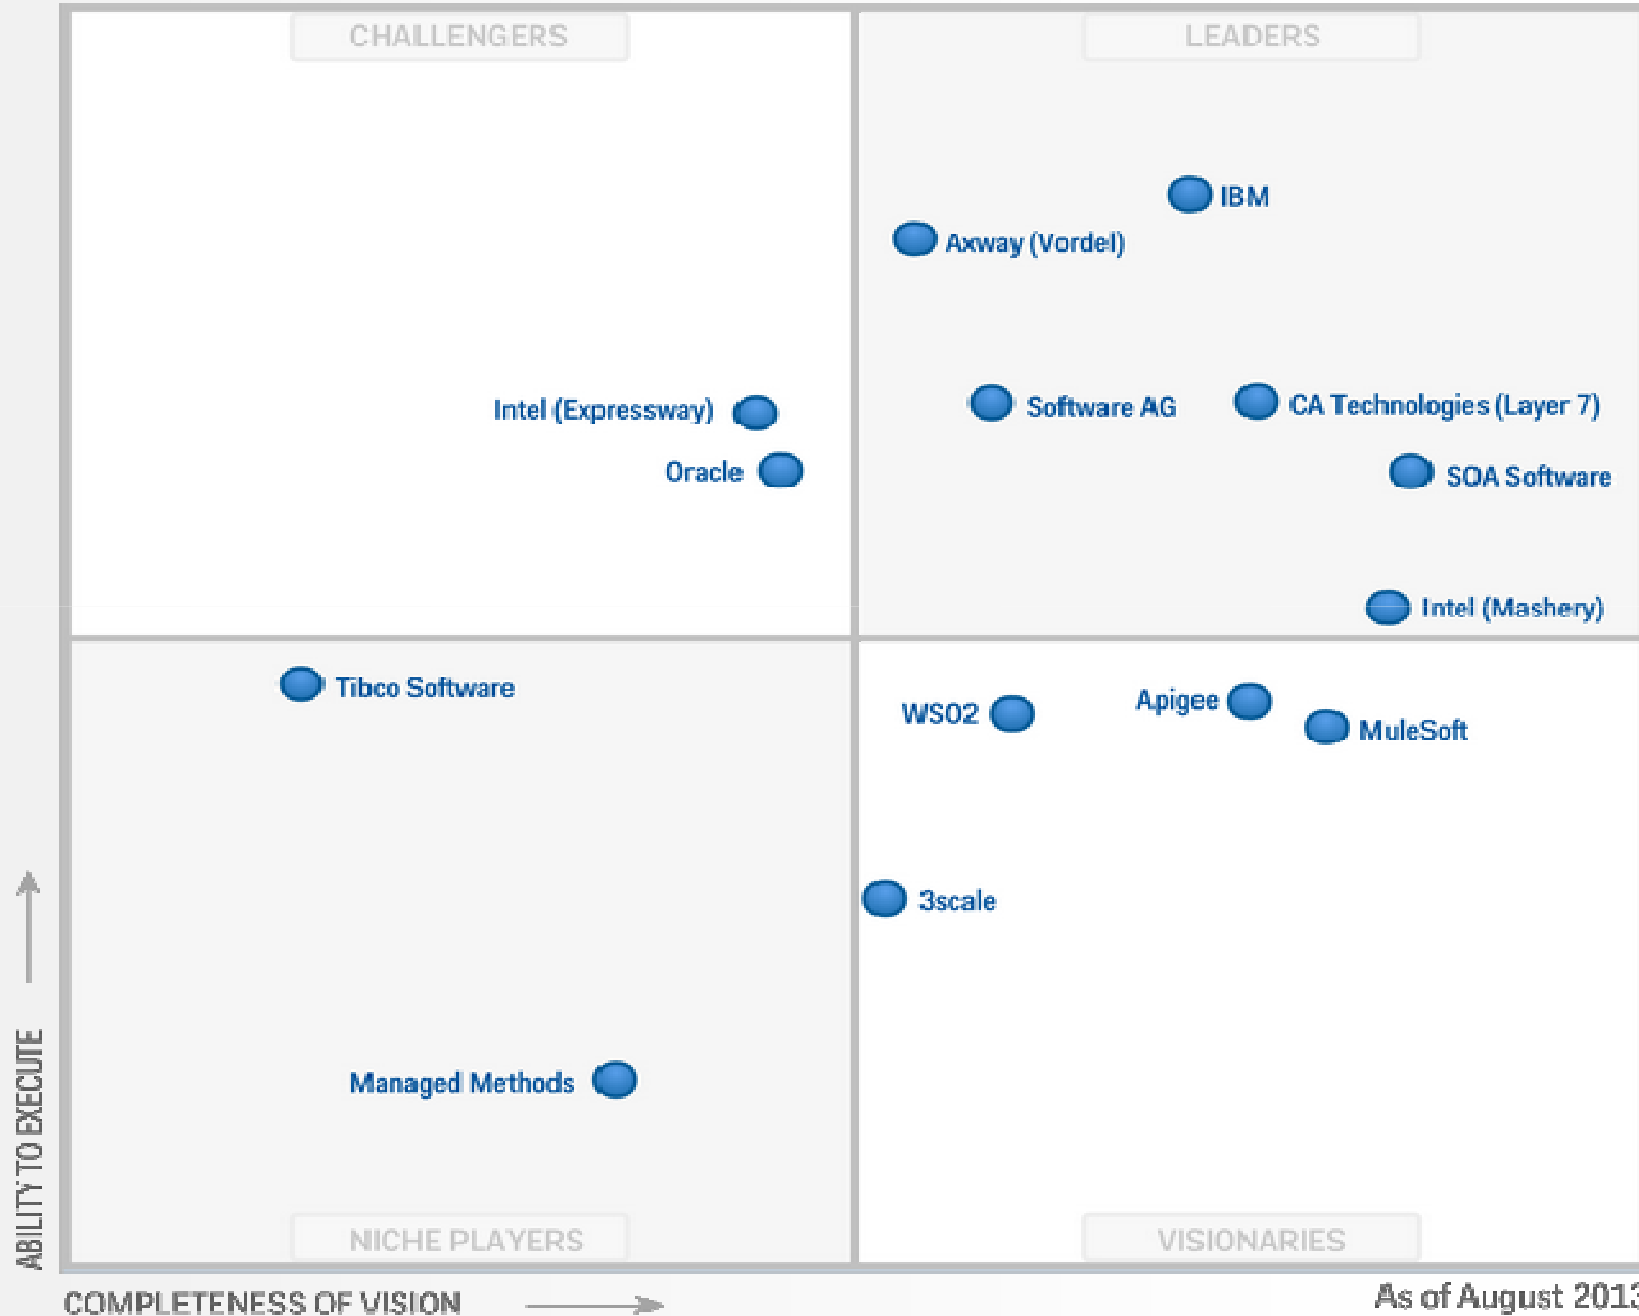 CHALLENGERS
LEADERS
IBM
Axway (Vordel)
Intel (Expressway)
Software AG
CA Technologies (Layer 7)
Oracle
SOA Software
Intel (Mashery)
Tibco Software
WSO2
Apigee
MuleSoft
3scale
Managed Methods
NICHE PLAYERS
VISIONARIES
ABILITY TO EXECUTE
COMPLETENESS OF VISION
As of August 2013